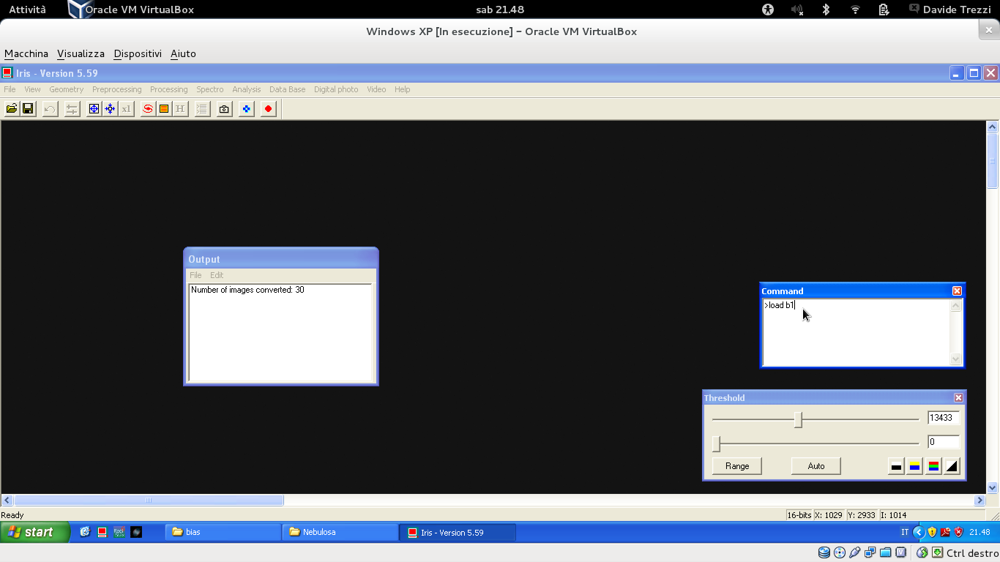 Attività Oracle VM VirtualBox sab 21.48 Davide Trezzi
Windows XP [In esecuzione] – Oracle VM VirtualBox
Macchina Visualizza Dispositivi Aiuto
Iris - Version 5.59
File View Geometry Preprocessing Processing Spectro Analysis Data Base Digital photo Video Help
x1 H
Output
File Edit
Number of images converted: 30
Command
>load b1
Threshold
13433
0
Range Auto
Ready 16-bits X: 1029 Y: 2933 I: 1014
start bias Nebulosa Iris - Version 5.59 IT 21.48
Ctrl destro